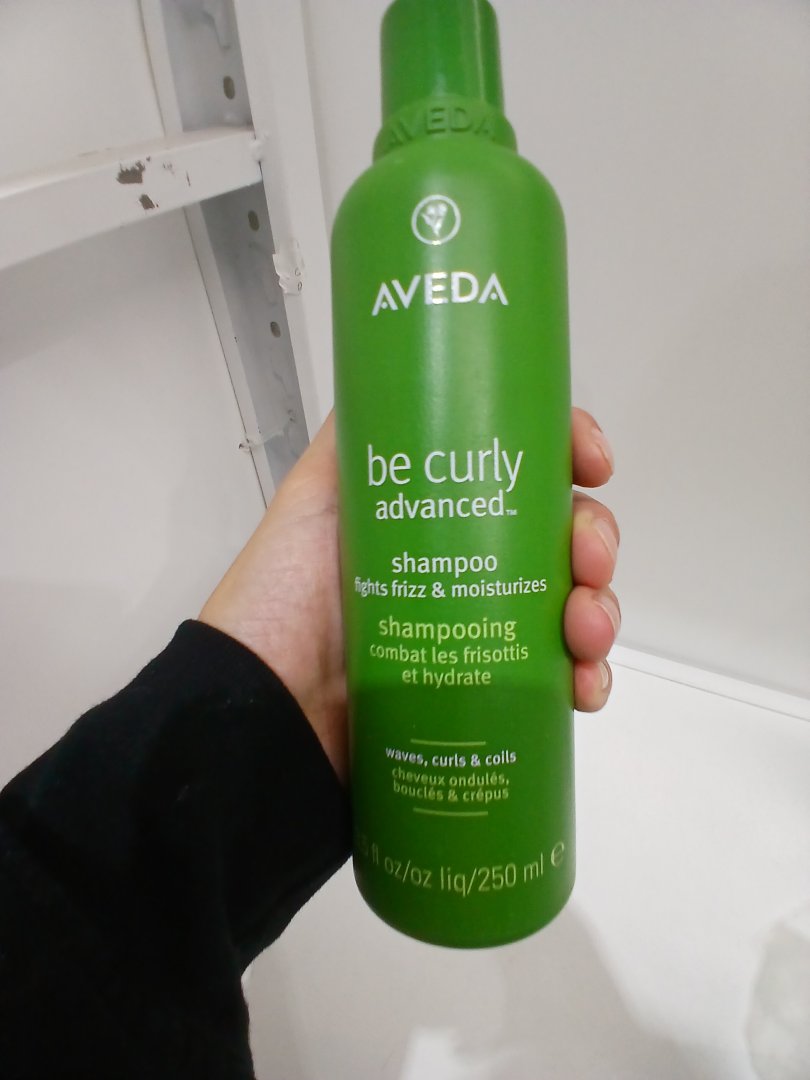 AVEDA
AVEDA
be curly
advanced™
shampoo
fights frizz & moisturizes
shampooing
combat les frisottis
et hydrate
waves, curls & coils
cheveux ondulés,
bouclés & crépus
fl oz/oz liq/250 ml ℮